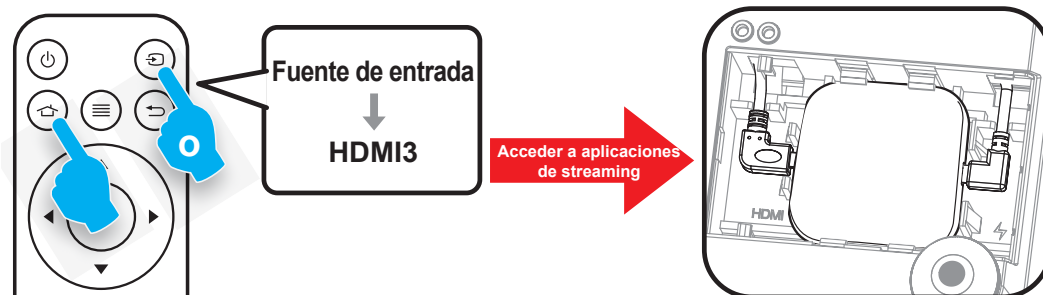 Fuente de entrada
HDMI3
o
Acceder a aplicaciones
de streaming
HDMI